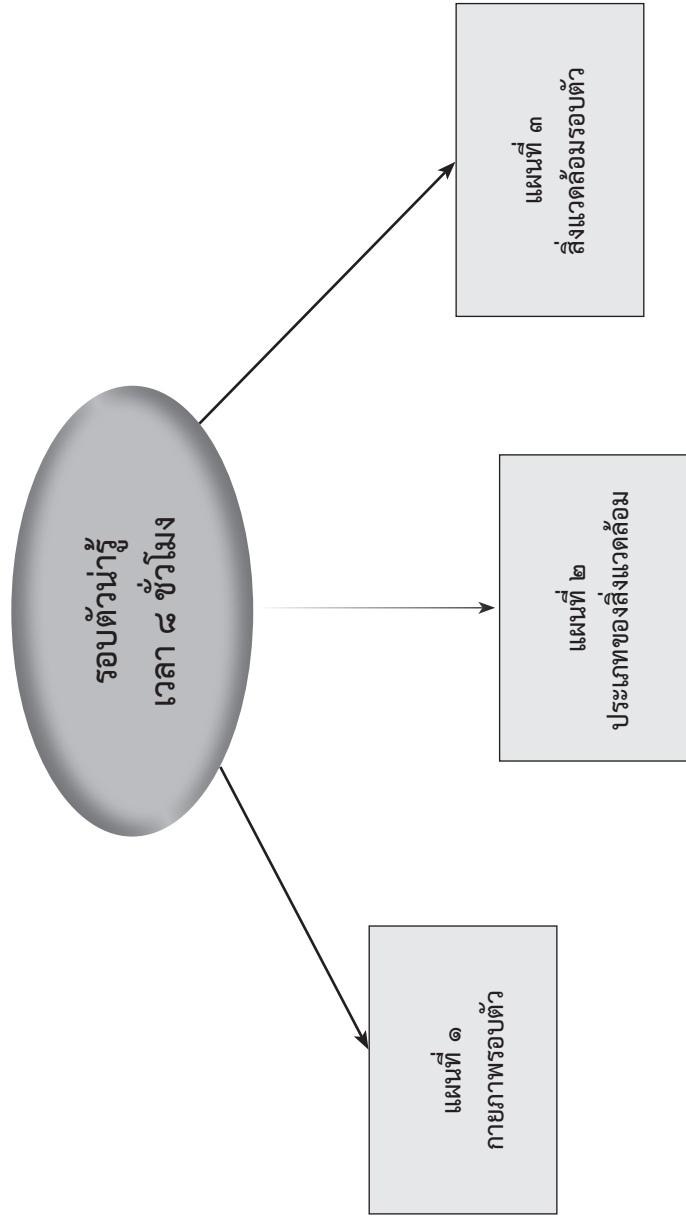 รอบตัวน่ารู้
เวลา ๘ ชั่วโมง
แผนที่ ๑
กายภาพรอบตัว
แผนที่ ๒
ประเภทของสิ่งแวดล้อม
แผนที่ ๓
สิ่งแวดล้อมรอบตัว